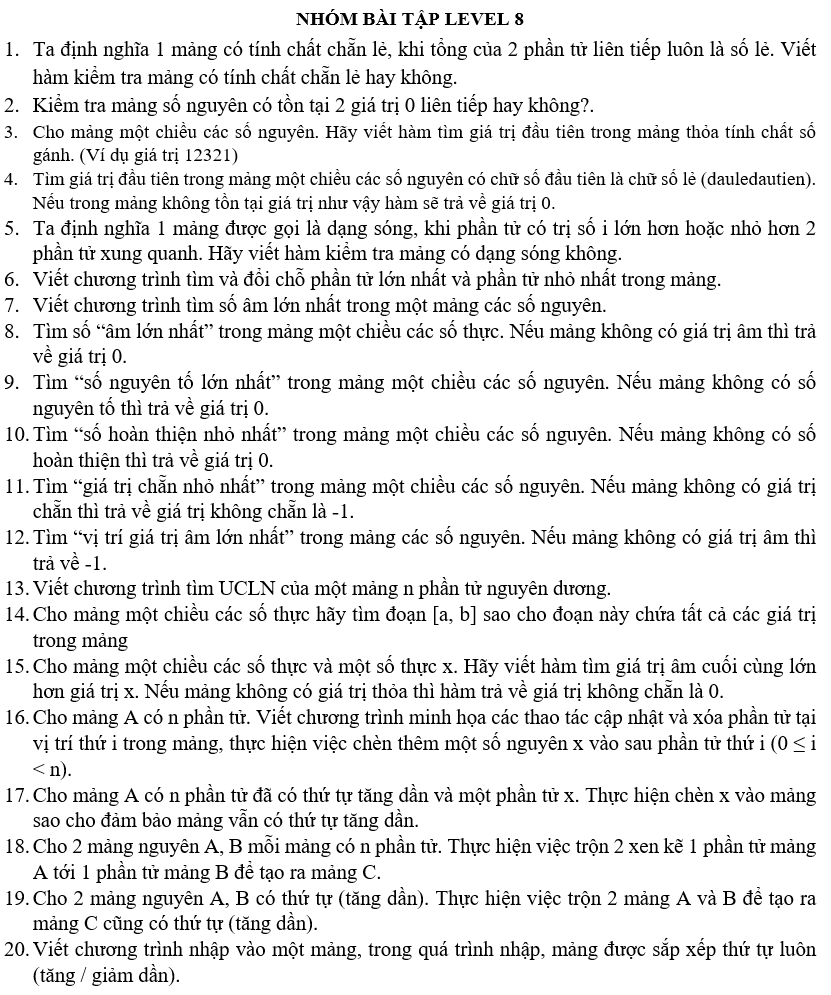 NHÓM BÀI TẬP LEVEL 8
1. Ta định nghĩa 1 mảng có tính chất chẵn lẻ, khi tổng của 2 phần tử liên tiếp luôn là số lẻ. Viết
hàm kiểm tra mảng có tính chất chẵn lẻ hay không.
2. Kiểm tra mảng số nguyên có tồn tại 2 giá trị 0 liên tiếp hay không?.
3. Cho mảng một chiều các số nguyên. Hãy viết hàm tìm giá trị đầu tiên trong mảng thỏa tính chất số
gánh. (Ví dụ giá trị 12321)
4. Tìm giá trị đầu tiên trong mảng một chiều các số nguyên có chữ số đầu tiên là chữ số lẻ (dauledautien).
Nếu trong mảng không tồn tại giá trị như vậy hàm sẽ trả về giá trị 0.
5. Ta định nghĩa 1 mảng được gọi là dạng sóng, khi phần tử có trị số i lớn hơn hoặc nhỏ hơn 2
phần tử xung quanh. Hãy viết hàm kiểm tra mảng có dạng sóng không.
6. Viết chương trình tìm và đổi chỗ phần tử lớn nhất và phần tử nhỏ nhất trong mảng.
7. Viết chương trình tìm số âm lớn nhất trong một mảng các số nguyên.
8. Tìm số “âm lớn nhất” trong mảng một chiều các số thực. Nếu mảng không có giá trị âm thì trả
về giá trị 0.
9. Tìm “số nguyên tố lớn nhất” trong mảng một chiều các số nguyên. Nếu mảng không có số
nguyên tố thì trả về giá trị 0.
10. Tìm “số hoàn thiện nhỏ nhất” trong mảng một chiều các số nguyên. Nếu mảng không có số
hoàn thiện thì trả về giá trị 0.
11. Tìm “giá trị chẵn nhỏ nhất” trong mảng một chiều các số nguyên. Nếu mảng không có giá trị
chẵn thì trả về giá trị không chẵn là -1.
12. Tìm “vị trí giá trị âm lớn nhất” trong mảng các số nguyên. Nếu mảng không có giá trị âm thì
trả về -1.
13. Viết chương trình tìm UCLN của một mảng n phần tử nguyên dương.
14. Cho mảng một chiều các số thực hãy tìm đoạn [a, b] sao cho đoạn này chứa tất cả các giá trị
trong mảng
15. Cho mảng một chiều các số thực và một số thực x. Hãy viết hàm tìm giá trị âm cuối cùng lớn
hơn giá trị x. Nếu mảng không có giá trị thỏa thì hàm trả về giá trị không chẵn là 0.
16. Cho mảng A có n phần tử. Viết chương trình minh họa các thao tác cập nhật và xóa phần tử tại
vị trí thứ i trong mảng, thực hiện việc chèn thêm một số nguyên x vào sau phần tử thứ i (0 ≤ i
< n).
17. Cho mảng A có n phần tử đã có thứ tự tăng dần và một phần tử x. Thực hiện chèn x vào mảng
sao cho đảm bảo mảng vẫn có thứ tự tăng dần.
18. Cho 2 mảng nguyên A, B mỗi mảng có n phần tử. Thực hiện việc trộn 2 xen kẽ 1 phần tử mảng
A tới 1 phần tử mảng B để tạo ra mảng C.
19. Cho 2 mảng nguyên A, B có thứ tự (tăng dần). Thực hiện việc trộn 2 mảng A và B để tạo ra
mảng C cũng có thứ tự (tăng dần).
20. Viết chương trình nhập vào một mảng, trong quá trình nhập, mảng được sắp xếp thứ tự luôn
(tăng / giảm dần).